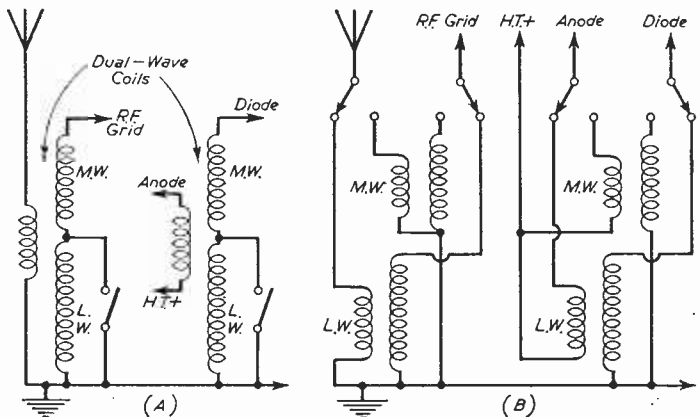 Dual-Wave
Coils
R.F.
Grid
M.W.
L.
W.
Anode
H.T.+
Diode
M.W.
L.
W.
(A)
R.F. Grid
H.T.+
Anode
Diode
M.W.
L.W.
M.W.
L.W.
(B)